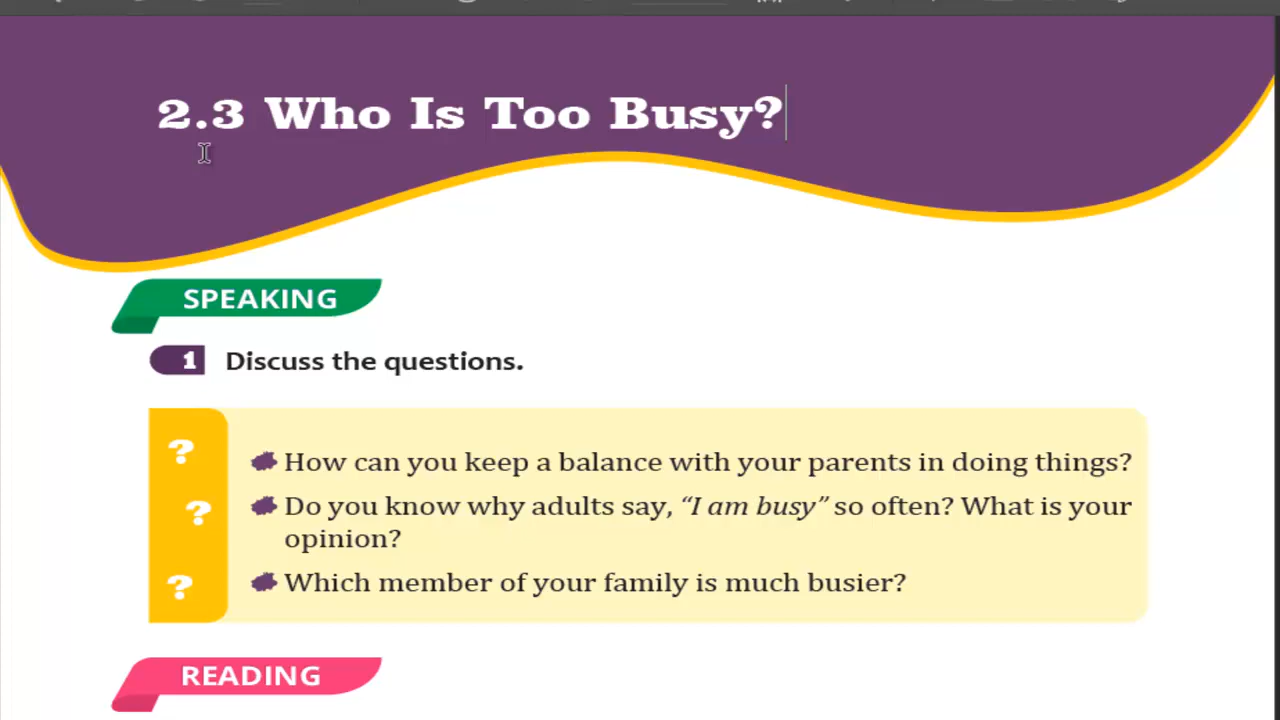 2.3 Who Is Too Busy?
SPEAKING
1 Discuss the questions.
? How can you keep a balance with your parents in doing things?
? Do you know why adults say, “I am busy” so often? What is your
opinion?
? Which member of your family is much busier?
READING